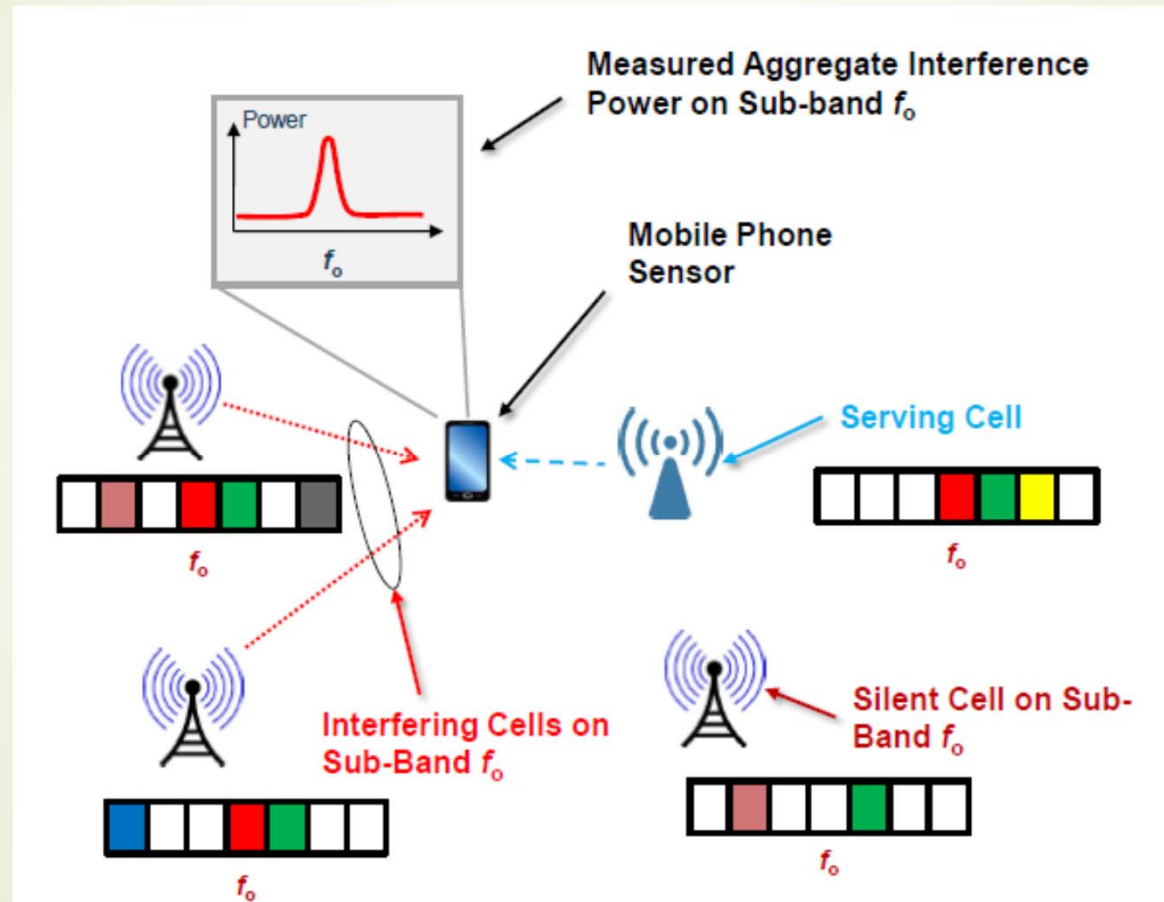 Measured Aggregate Interference
Power on Sub-band fo
Power
fo
Mobile Phone
Sensor
Serving Cell
fo
fo
Interfering Cells on
Sub-Band fo
Silent Cell on Sub-
Band fo
fo
fo